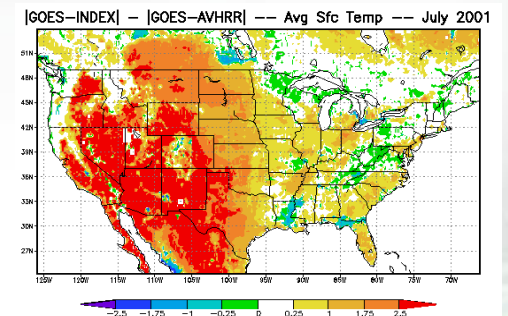 |GOES-INDEX| - |GOES-AVHRR| -- Avg Sfc Temp -- July 2001
51N
48N
45N
42N
39N
36N
33N
30N
27N
125W 120W 115W 110W 105W 100W 95W 90W 85W 80W 75W 70W
-2.5 -1.75 -1 -0.25 0 0.25 1 1.75 2.5